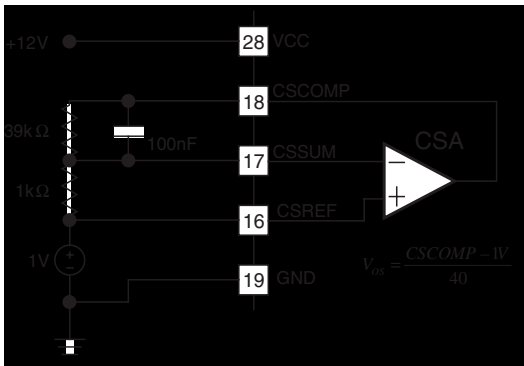 +12V
28 VCC
18 CSCOMP
39kΩ
100nF
CSA
17 CSSUM
1kΩ
16 CSREF
1V
19 GND
V_OS = (CSCOMP – 1V) / 40